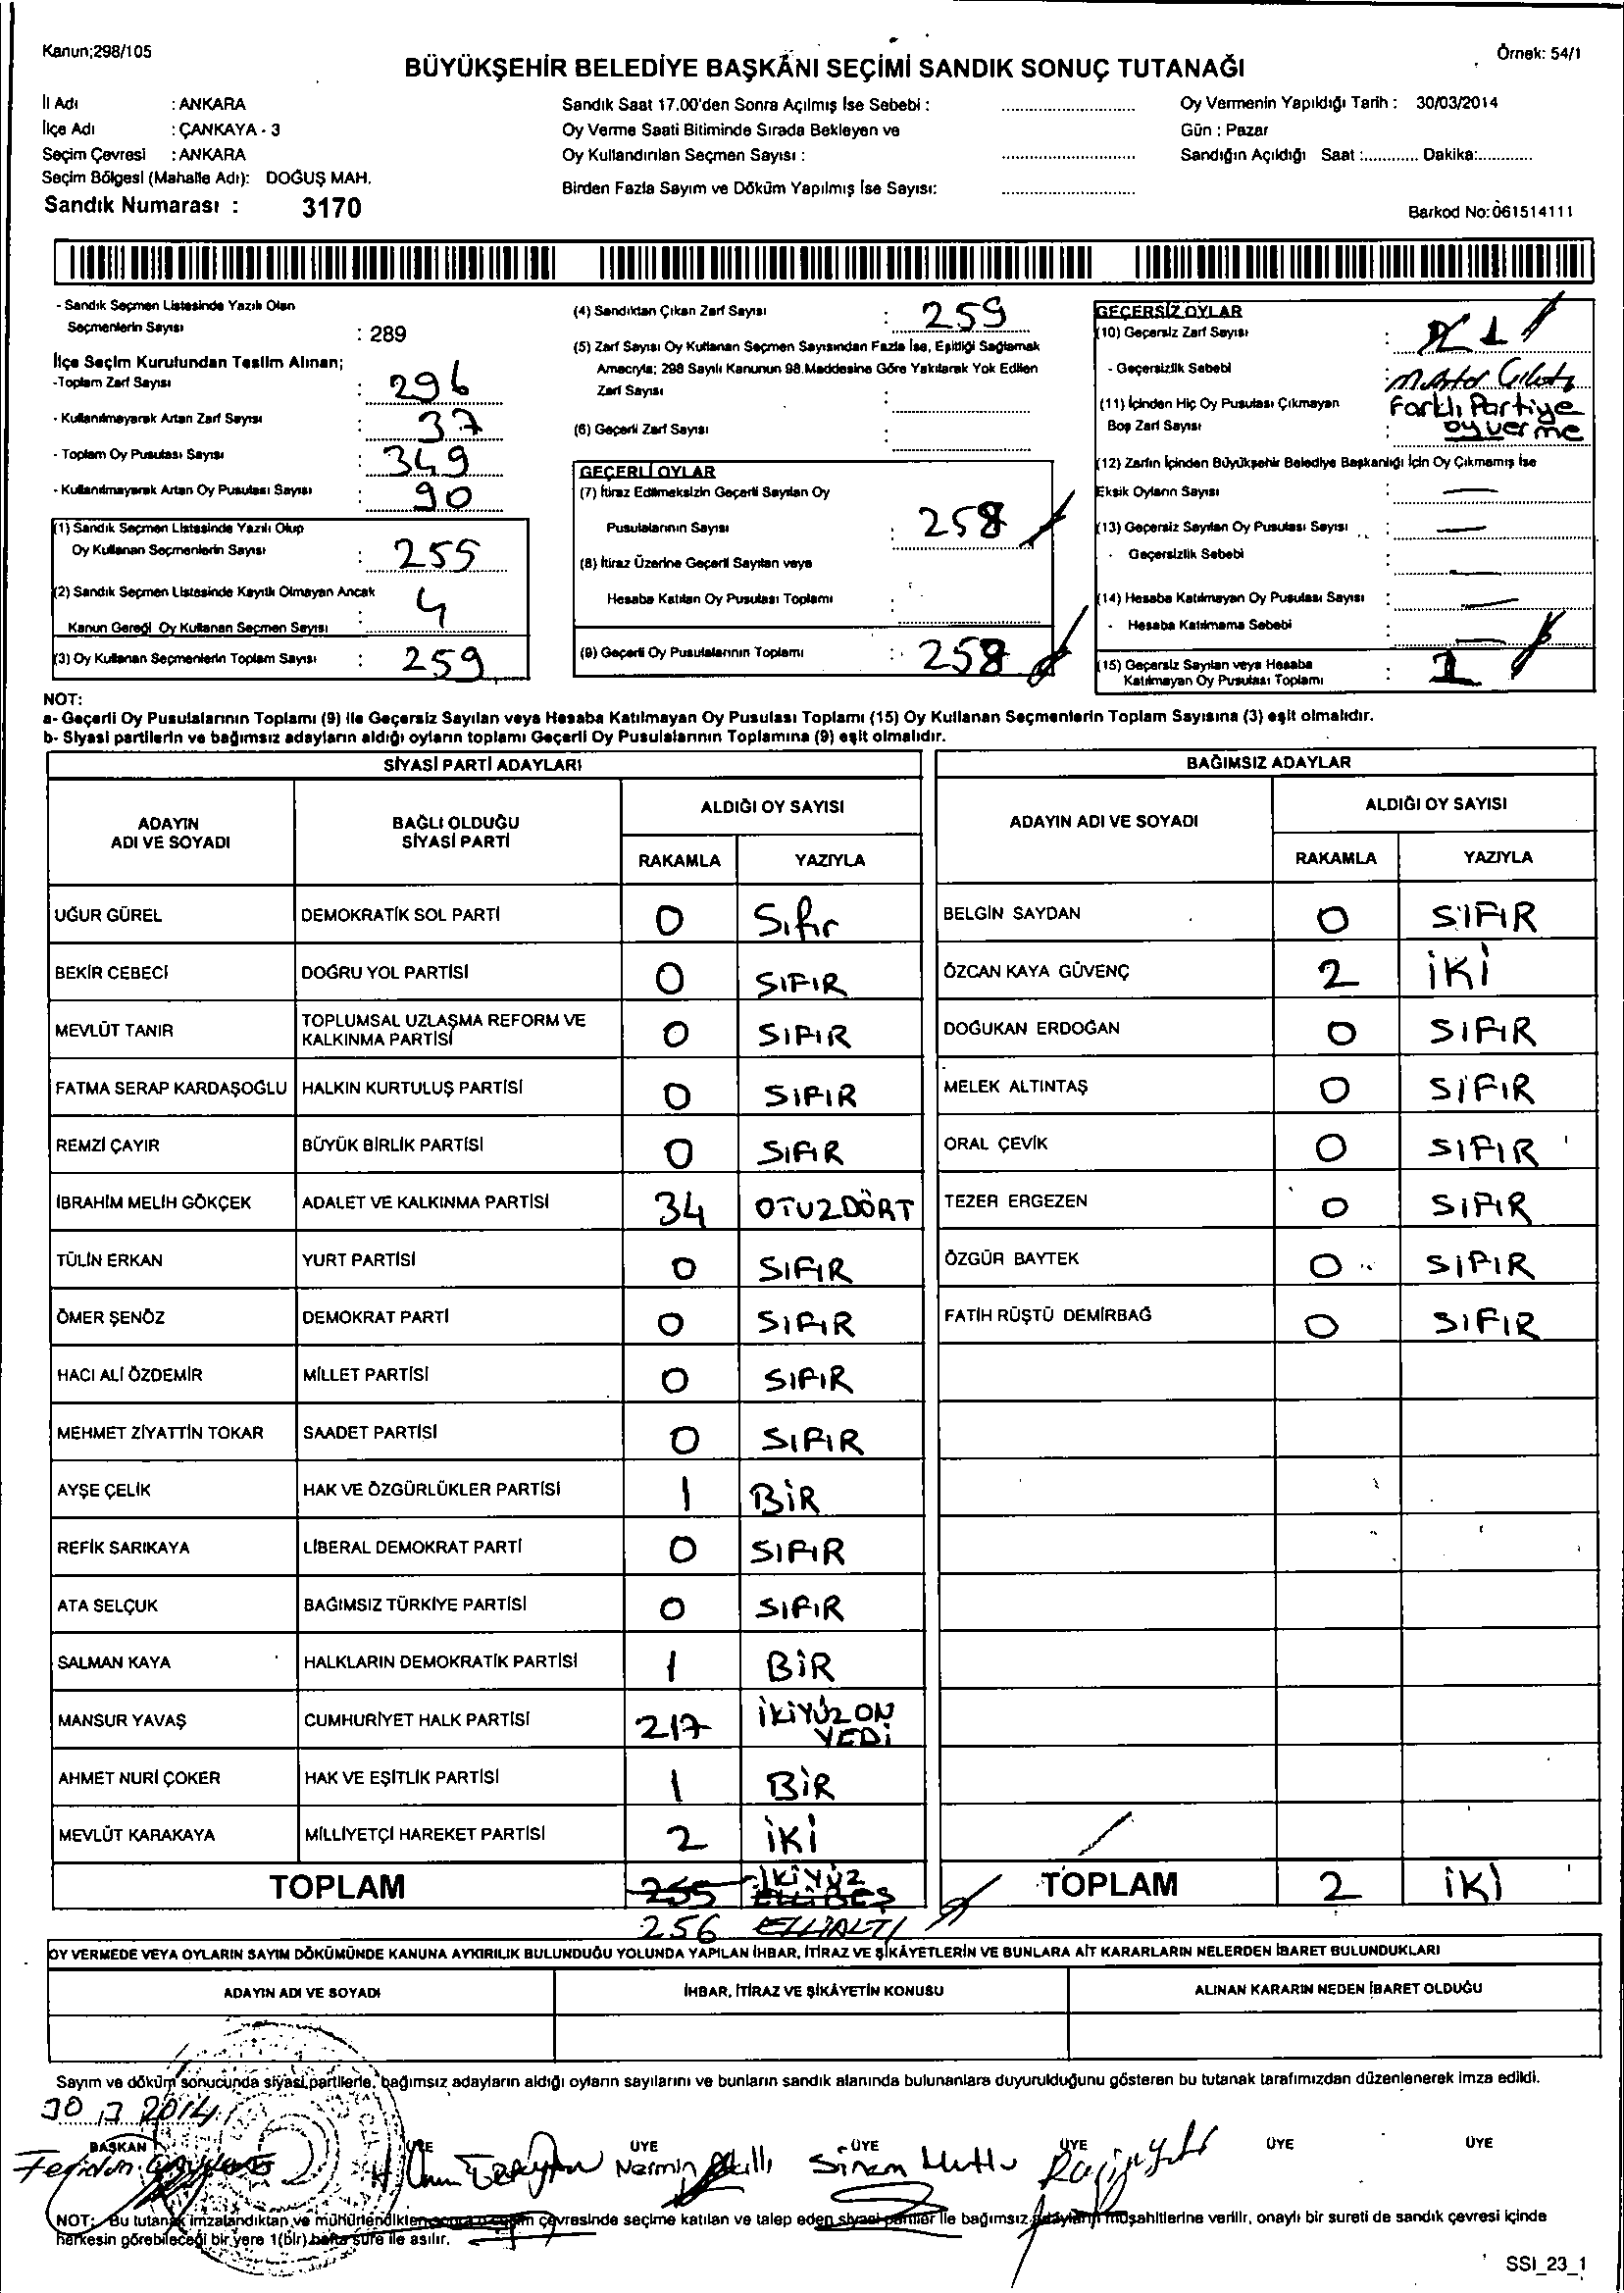 Kanun;298/105
Örnek: 54/1
BÜYÜKŞEHİR BELEDİYE BAŞKANI SEÇİMİ SANDIK SONUÇ TUTANAĞI
İl Adı : ANKARA
İlçe Adı : ÇANKAYA - 3
Seçim Çevresi : ANKARA
Seçim Bölgesi (Mahalle Adı): DOĞUŞ MAH.
Sandık Numarası : 3170
Sandık Saat 17.00'den Sonra Açılmış İse Sebebi :
Oy Verme Saati Bitiminde Sırada Bekleyen ve
Oy Kullandırılan Seçmen Sayısı :
Birden Fazla Sayım ve Döküm Yapılmış İse Sayısı:
Oy Vermenin Yapıldığı Tarih : 30/03/2014
Gün : Pazar
Sandığın Açıldığı Saat :............ Dakika:............
Barkod No:061514111
- Sandık Seçmen Listesinde Yazılı Olan
Seçmenlerin Sayısı : 289
İlçe Seçim Kurulundan Teslim Alınan;
-Toplam Zarf Sayısı : 296
- Kullanılmayarak Artan Zarf Sayısı : 37
- Toplam Oy Pusulası Sayısı : 349
- Kullanılmayarak Artan Oy Pusulası Sayısı : 90
(1) Sandık Seçmen Listesinde Yazılı Olup
Oy Kullanan Seçmenlerin Sayısı : 255
(2) Sandık Seçmen Listesinde Kayıtlı Olmayan Ancak
Kanun Gereği Oy Kullanan Seçmen Sayısı : 4
(3) Oy Kullanan Seçmenlerin Toplam Sayısı : 259
(4) Sandıktan Çıkan Zarf Sayısı : 259
(5) Zarf Sayısı Oy Kullanan Seçmen Sayısından Fazla İse, Eşitliği Sağlamak
Amacıyla; 298 Sayılı Kanunun 98.Maddesine Göre Yakılarak Yok Edilen
Zarf Sayısı :
(6) Geçerli Zarf Sayısı :
GEÇERLİ OYLAR
(7) İtiraz Edilmeksizin Geçerli Sayılan Oy
Pusulalarının Sayısı : 258
(8) İtiraz Üzerine Geçerli Sayılan veya
Hesaba Katılan Oy Pusulası Toplamı :
(9) Geçerli Oy Pusulalarının Toplamı : 258
GEÇERSİZ OYLAR
(10) Geçersiz Zarf Sayısı : 1
- Geçersizlik Sebebi
(11) İçinden Hiç Oy Pusulası Çıkmayan Farklı Partiye
Boş Zarf Sayısı : oy verme
(12) Zarfın İçinden Büyükşehir Belediye Başkanlığı İçin Oy Çıkmamış İse
Eksik Oyların Sayısı : —
(13) Geçersiz Sayılan Oy Pusulası Sayısı : —
- Geçersizlik Sebebi : —
(14) Hesaba Katılmayan Oy Pusulası Sayısı : —
- Hesaba Katılmama Sebebi : —
(15) Geçersiz Sayılan veya Hesaba
Katılmayan Oy Pusulası Toplamı : 1
NOT:
a- Geçerli Oy Pusulalarının Toplamı (9) ile Geçersiz Sayılan veya Hesaba Katılmayan Oy Pusulası Toplamı (15) Oy Kullanan Seçmenlerin Toplam Sayısına (3) eşit olmalıdır.
b- Siyasi partilerin ve bağımsız adayların aldığı oyların toplamı Geçerli Oy Pusulalarının Toplamına (9) eşit olmalıdır.
SİYASİ PARTİ ADAYLARI
ADAYIN ADI VE SOYADI
BAĞLI OLDUĞU SİYASİ PARTİ
ALDIĞI OY SAYISI
RAKAMLA YAZIYLA
UĞUR GÜREL DEMOKRATİK SOL PARTİ 0 Sıfır
BEKİR CEBECİ DOĞRU YOL PARTİSİ 0 SIFIR
MEVLÜT TANIR TOPLUMSAL UZLAŞMA REFORM VE KALKINMA PARTİSİ 0 SIFIR
FATMA SERAP KARDAŞOĞLU HALKIN KURTULUŞ PARTİSİ 0 SIFIR
REMZİ ÇAYIR BÜYÜK BİRLİK PARTİSİ 0 SIFIR
İBRAHİM MELİH GÖKÇEK ADALET VE KALKINMA PARTİSİ 34 OTUZDÖRT
TÜLİN ERKAN YURT PARTİSİ 0 SIFIR
ÖMER ŞENÖZ DEMOKRAT PARTİ 0 SIFIR
HACI ALİ ÖZDEMİR MİLLET PARTİSİ 0 SIFIR
MEHMET ZİYATTİN TOKAR SAADET PARTİSİ 0 SIFIR
AYŞE ÇELİK HAK VE ÖZGÜRLÜKLER PARTİSİ 1 BİR
REFİK SARIKAYA LİBERAL DEMOKRAT PARTİ 0 SIFIR
ATA SELÇUK BAĞIMSIZ TÜRKİYE PARTİSİ 0 SIFIR
SALMAN KAYA HALKLARIN DEMOKRATİK PARTİSİ 1 BİR
MANSUR YAVAŞ CUMHURİYET HALK PARTİSİ 217 İKİYÜZ ON YEDİ
AHMET NURİ ÇOKER HAK VE EŞİTLİK PARTİSİ 1 BİR
MEVLÜT KARAKAYA MİLLİYETÇİ HAREKET PARTİSİ 2 İKİ
TOPLAM 255 İKİYÜZ ELLİBEŞ
256 ELLİALTI
BAĞIMSIZ ADAYLAR
ADAYIN ADI VE SOYADI
ALDIĞI OY SAYISI
RAKAMLA YAZIYLA
BELGİN SAYDAN 0 SIFIR
ÖZCAN KAYA GÜVENÇ 2 İKİ
DOĞUKAN ERDOĞAN 0 SIFIR
MELEK ALTINTAŞ 0 SIFIR
ORAL ÇEVİK 0 SIFIR
TEZER ERGEZEN 0 SIFIR
ÖZGÜR BAYTEK 0 SIFIR
FATİH RÜŞTÜ DEMİRBAĞ 0 SIFIR
TOPLAM 2 İKİ
OY VERMEDE VEYA OYLARIN SAYIM DÖKÜMÜNDE KANUNA AYKIRILIK BULUNDUĞU YOLUNDA YAPILAN İHBAR, İTİRAZ VE ŞİKÂYETLERİN VE BUNLARA AİT KARARLARIN NELERDEN İBARET BULUNDUKLARI
ADAYIN ADI VE SOYADI İHBAR, İTİRAZ VE ŞİKÂYETİN KONUSU ALINAN KARARIN NEDEN İBARET OLDUĞU
Sayım ve döküm sonucunda siyasi partilerle, bağımsız adayların aldığı oyların sayılarını ve bunların sandık alanında bulunanlara duyurulduğunu gösteren bu tutanak tarafımızdan düzenlenerek imza edildi.
30 3 2014
BAŞKAN ÜYE ÜYE ÜYE ÜYE ÜYE ÜYE
Nermin Sinem Mutlu
NOT: Bu tutanak imzalandıktan ve mühürlendikten sonra o seçim çevresinde seçime katılan ve talep eden siyasi partiler ile bağımsız adayların müşahitlerine verilir, onaylı bir sureti de sandık çevresi içinde
herkesin görebileceği bir yere 1(bir) hafta süre ile asılır.
SSI_23_1